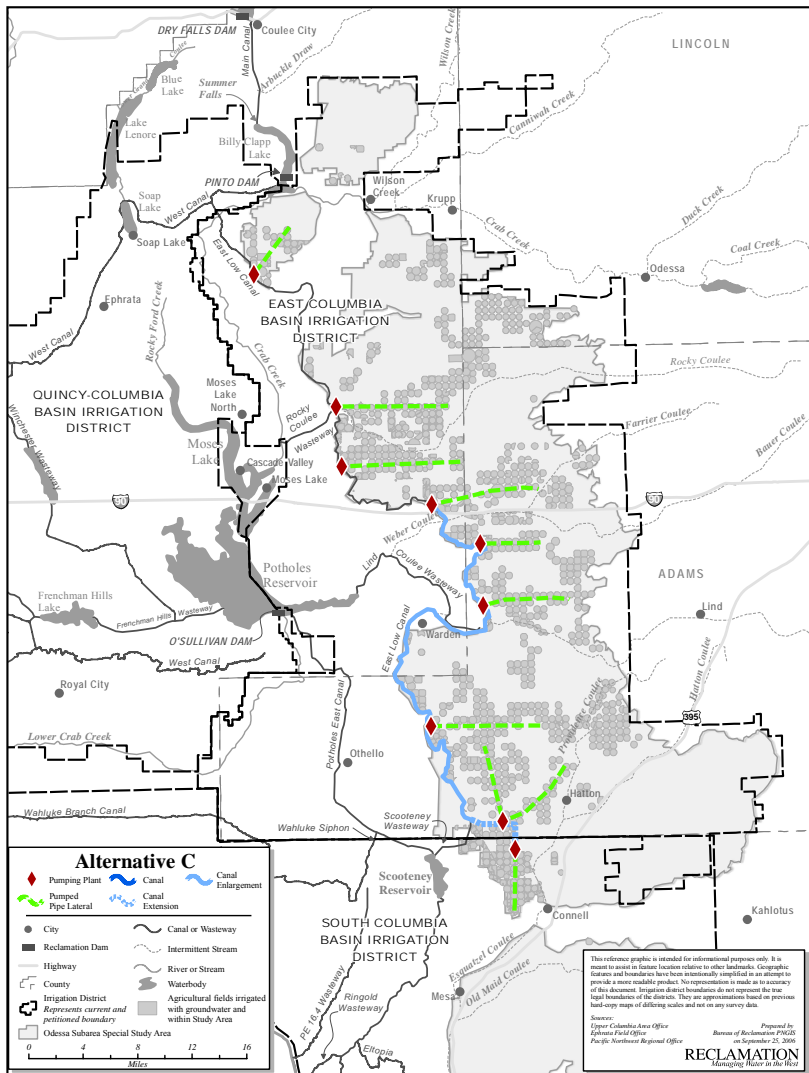 DRY FALLS DAM
Coulee City
Main Canal
Arbuckle Draw
Wilson Creek
LINCOLN
Blue
Lake
Summer
Falls
Canniwah Creek
Lake
Lenore
Billy Clapp
Lake
PINTO DAM
Wilson
Creek
Krupp
Duck Creek
Soap
Lake
West Canal
Crab Creek
Soap Lake
East Low Canal
Coal Creek
Odessa
Ephrata
EAST COLUMBIA
BASIN IRRIGATION
DISTRICT
Rocky Ford Creek
West Canal
Crab Creek
Rocky Coulee
QUINCY-COLUMBIA
BASIN IRRIGATION
DISTRICT
Moses
Lake
North
Rocky
Coulee
Wasteway
Farrier Coulee
Bauer Coulee
Winchester Wasteway
Moses
Lake
Cascade Valley
Moses Lake
90
90
Weber Coulee
Potholes
Reservoir
Lind
Coulee Wasteway
ADAMS
Frenchman Hills
Lake
Frenchman Hills
Wasteway
East Low Canal
Warden
Lind
O'SULLIVAN DAM
West Canal
Royal City
Potholes East Canal
Providence Coulee
Hatton Coulee
395
Lower Crab Creek
Othello
Hatton
Wahluke Branch Canal
Scooteney
Wasteway
Wahluke Siphon
Scooteney
Reservoir
SOUTH COLUMBIA
BASIN IRRIGATION
DISTRICT
Connell
Kahlotus
Esquatzel Coulee
Old Maid Coulee
Mesa
PE 16.4 Wasteway
Ringold
Wasteway
Eltopia
Alternative C
Pumping Plant
Canal
Canal
Enlargement
Pumped
Pipe Lateral
Canal
Extension
City
Canal or Wasteway
Reclamation Dam
Intermittent Stream
Highway
River or Stream
County
Waterbody
Irrigation District
Represents current and
petitioned boundary
Agricultural fields irrigated
with groundwater and
within Study Area
Odessa Subarea Special Study Area
0 4 8 12 16
Miles
This reference graphic is intended for informational purposes only. It is
meant to assist in feature location relative to other landmarks. Geographic
features and boundaries have been intentionally simplified in an attempt to
provide a more readable product. No representation is made as to accuracy
of this document. Irrigation district boundaries do not represent the true
legal boundaries of the districts. They are approximations based on previous
hard-copy maps of differing scales and not on any survey data.
Sources:
Upper Columbia Area Office
Ephrata Field Office
Pacific Northwest Regional Office
Prepared by
Bureau of Reclamation PNGIS
on September 25, 2006
RECLAMATION
Managing Water in the West